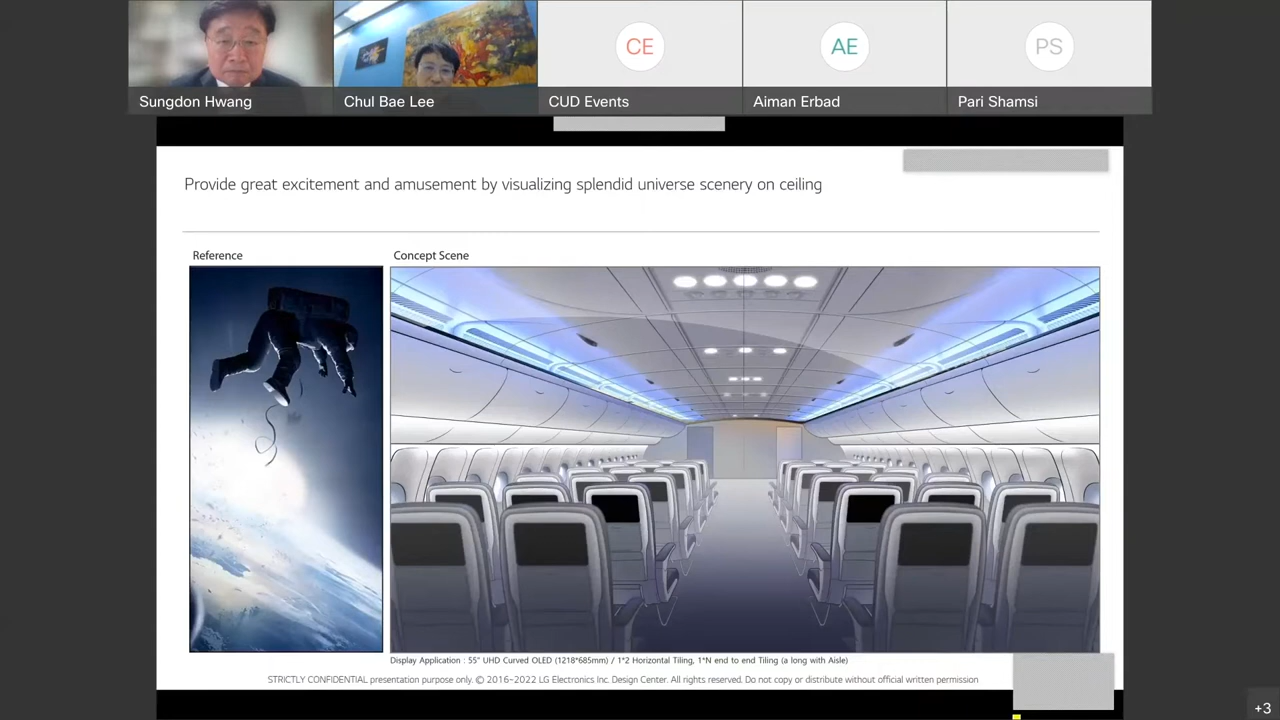 CE
AE
PS
Sungdon Hwang
Chul Bae Lee
CUD Events
Aiman Erbad
Pari Shamsi
Provide great excitement and amusement by visualizing splendid universe scenery on ceiling
Reference
Concept Scene
Display Application : 55" UHD Curved OLED (1218*685mm) / 1*2 Horizontal Tiling, 1*N end to end Tiling (a long with Aisle)
STRICTLY CONFIDENTIAL presentation purpose only. © 2016-2022 LG Electronics Inc. Design Center. All rights reserved. Do not copy or distribute without official written permission
+3